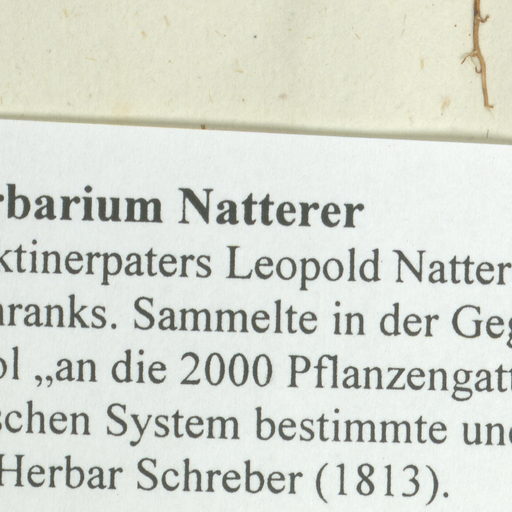 rbarium Natterer
ktinerpaters Leopold Natter
ranks. Sammelte in der Geg
ol „an die 2000 Pflanzengatt
schen System bestimmte und
Herbar Schreber (1813).